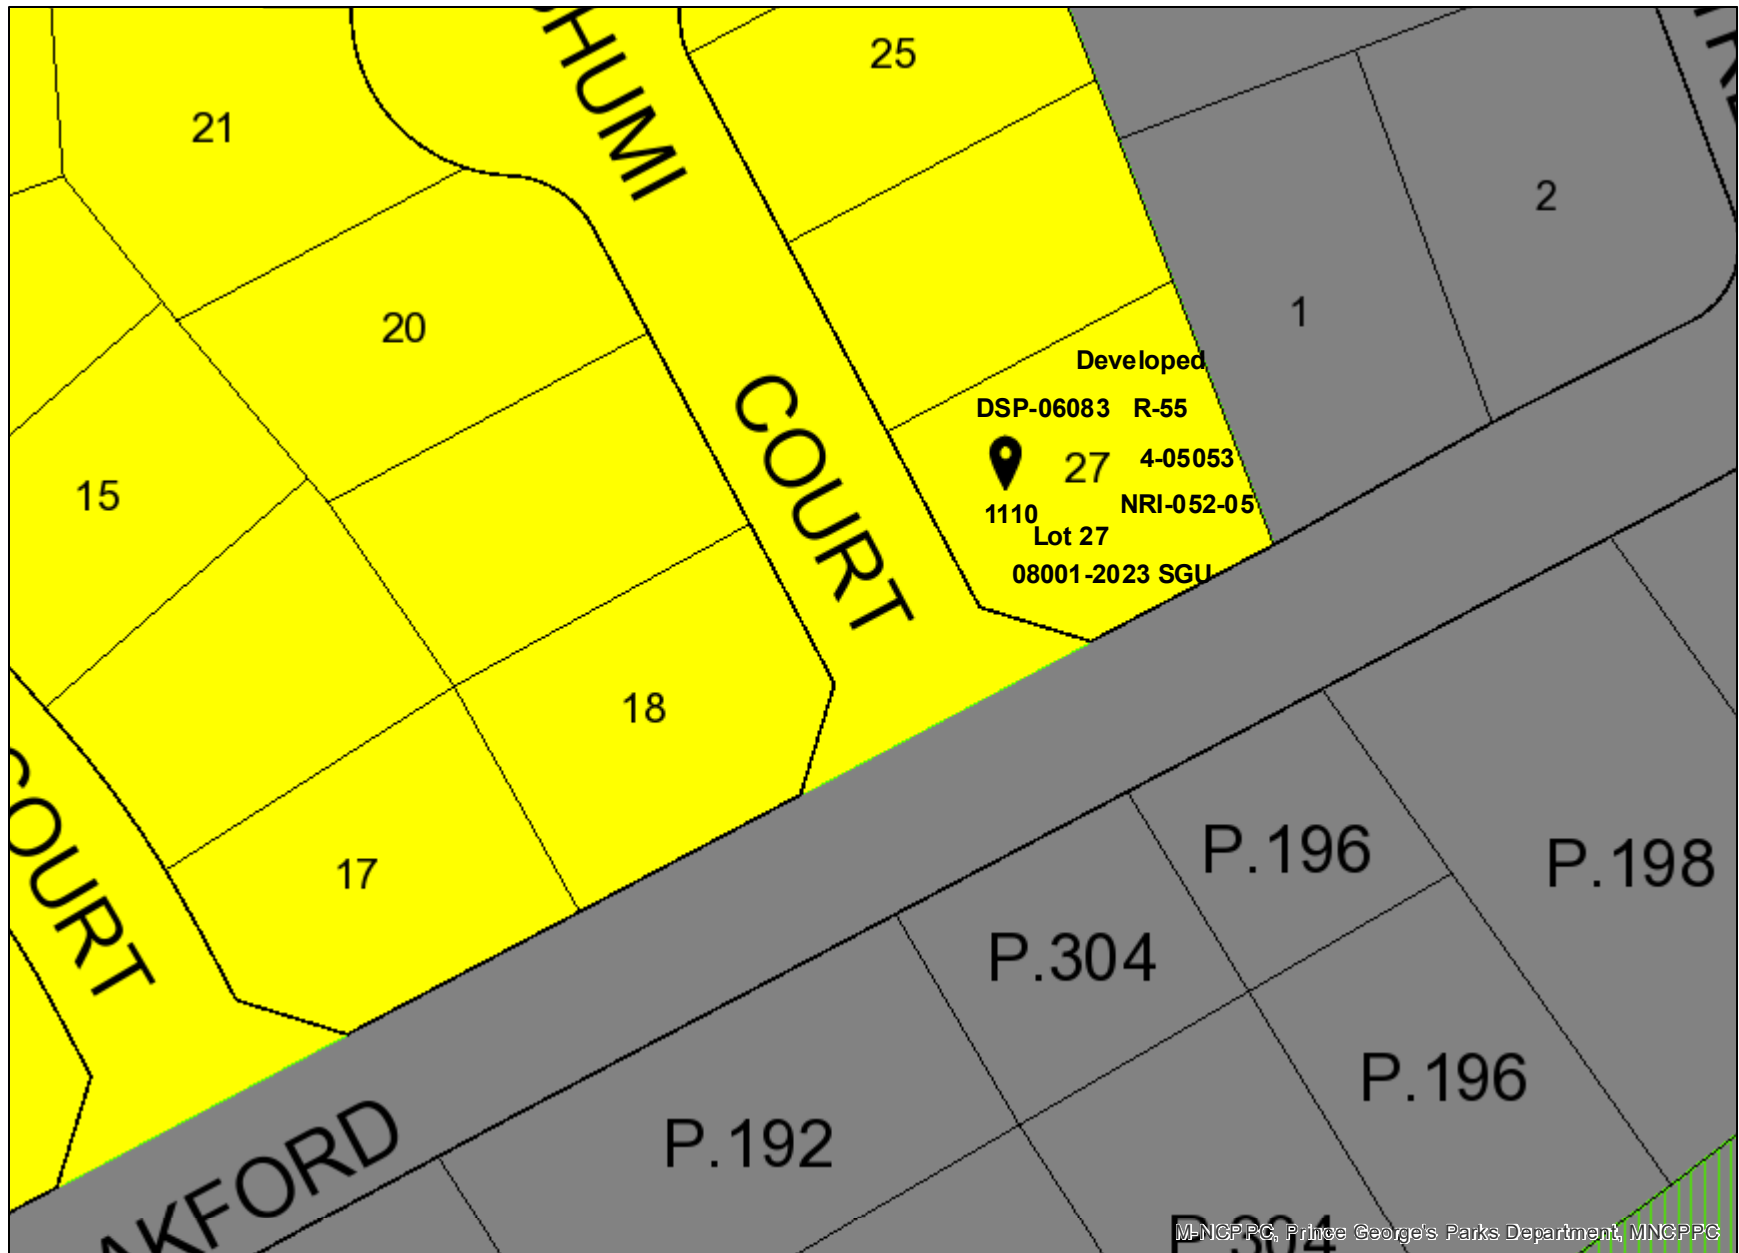 25
21
HUMI
2
20
1
Developed
DSP-06083 R-55
27 4-05053
NRI-052-05
1110
Lot 27
08001-2023 SGU
COURT
15
18
17
COURT
P.196
P.198
P.304
P.196
P.192
AKFORD
P.304
M-NCPPC, Prince George's Parks Department, MNCPPC